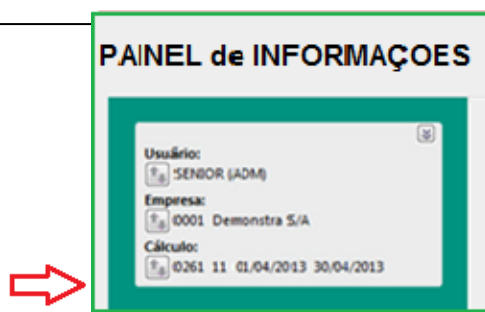 PAINEL de INFORMAÇOES
Usuário:
SENIOR (ADM)
Empresa:
0001 Demonstra S/A
Cálculo:
0261 11 01/04/2013 30/04/2013